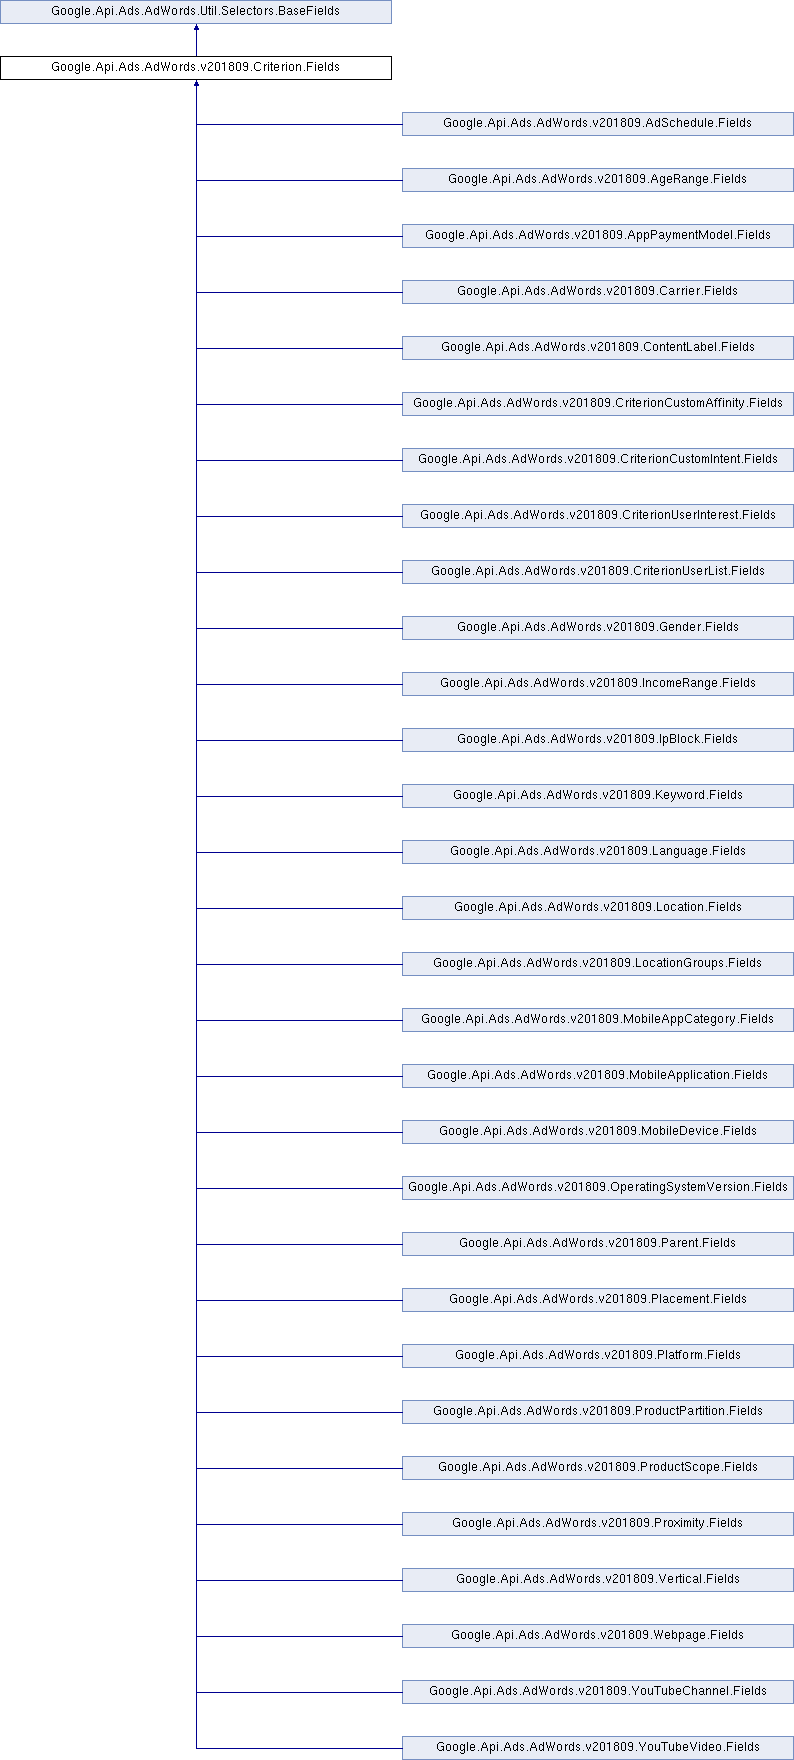 Google.Api.Ads.AdWords.Util.Selectors.BaseFields
Google.Api.Ads.AdWords.v201809.Criterion.Fields
Google.Api.Ads.AdWords.v201809.AdSchedule.Fields
Google.Api.Ads.AdWords.v201809.AgeRange.Fields
Google.Api.Ads.AdWords.v201809.AppPaymentModel.Fields
Google.Api.Ads.AdWords.v201809.Carrier.Fields
Google.Api.Ads.AdWords.v201809.ContentLabel.Fields
Google.Api.Ads.AdWords.v201809.CriterionCustomAffinity.Fields
Google.Api.Ads.AdWords.v201809.CriterionCustomIntent.Fields
Google.Api.Ads.AdWords.v201809.CriterionUserInterest.Fields
Google.Api.Ads.AdWords.v201809.CriterionUserList.Fields
Google.Api.Ads.AdWords.v201809.Gender.Fields
Google.Api.Ads.AdWords.v201809.IncomeRange.Fields
Google.Api.Ads.AdWords.v201809.IpBlock.Fields
Google.Api.Ads.AdWords.v201809.Keyword.Fields
Google.Api.Ads.AdWords.v201809.Language.Fields
Google.Api.Ads.AdWords.v201809.Location.Fields
Google.Api.Ads.AdWords.v201809.LocationGroups.Fields
Google.Api.Ads.AdWords.v201809.MobileAppCategory.Fields
Google.Api.Ads.AdWords.v201809.MobileApplication.Fields
Google.Api.Ads.AdWords.v201809.MobileDevice.Fields
Google.Api.Ads.AdWords.v201809.OperatingSystemVersion.Fields
Google.Api.Ads.AdWords.v201809.Parent.Fields
Google.Api.Ads.AdWords.v201809.Placement.Fields
Google.Api.Ads.AdWords.v201809.Platform.Fields
Google.Api.Ads.AdWords.v201809.ProductPartition.Fields
Google.Api.Ads.AdWords.v201809.ProductScope.Fields
Google.Api.Ads.AdWords.v201809.Proximity.Fields
Google.Api.Ads.AdWords.v201809.Vertical.Fields
Google.Api.Ads.AdWords.v201809.Webpage.Fields
Google.Api.Ads.AdWords.v201809.YouTubeChannel.Fields
Google.Api.Ads.AdWords.v201809.YouTubeVideo.Fields